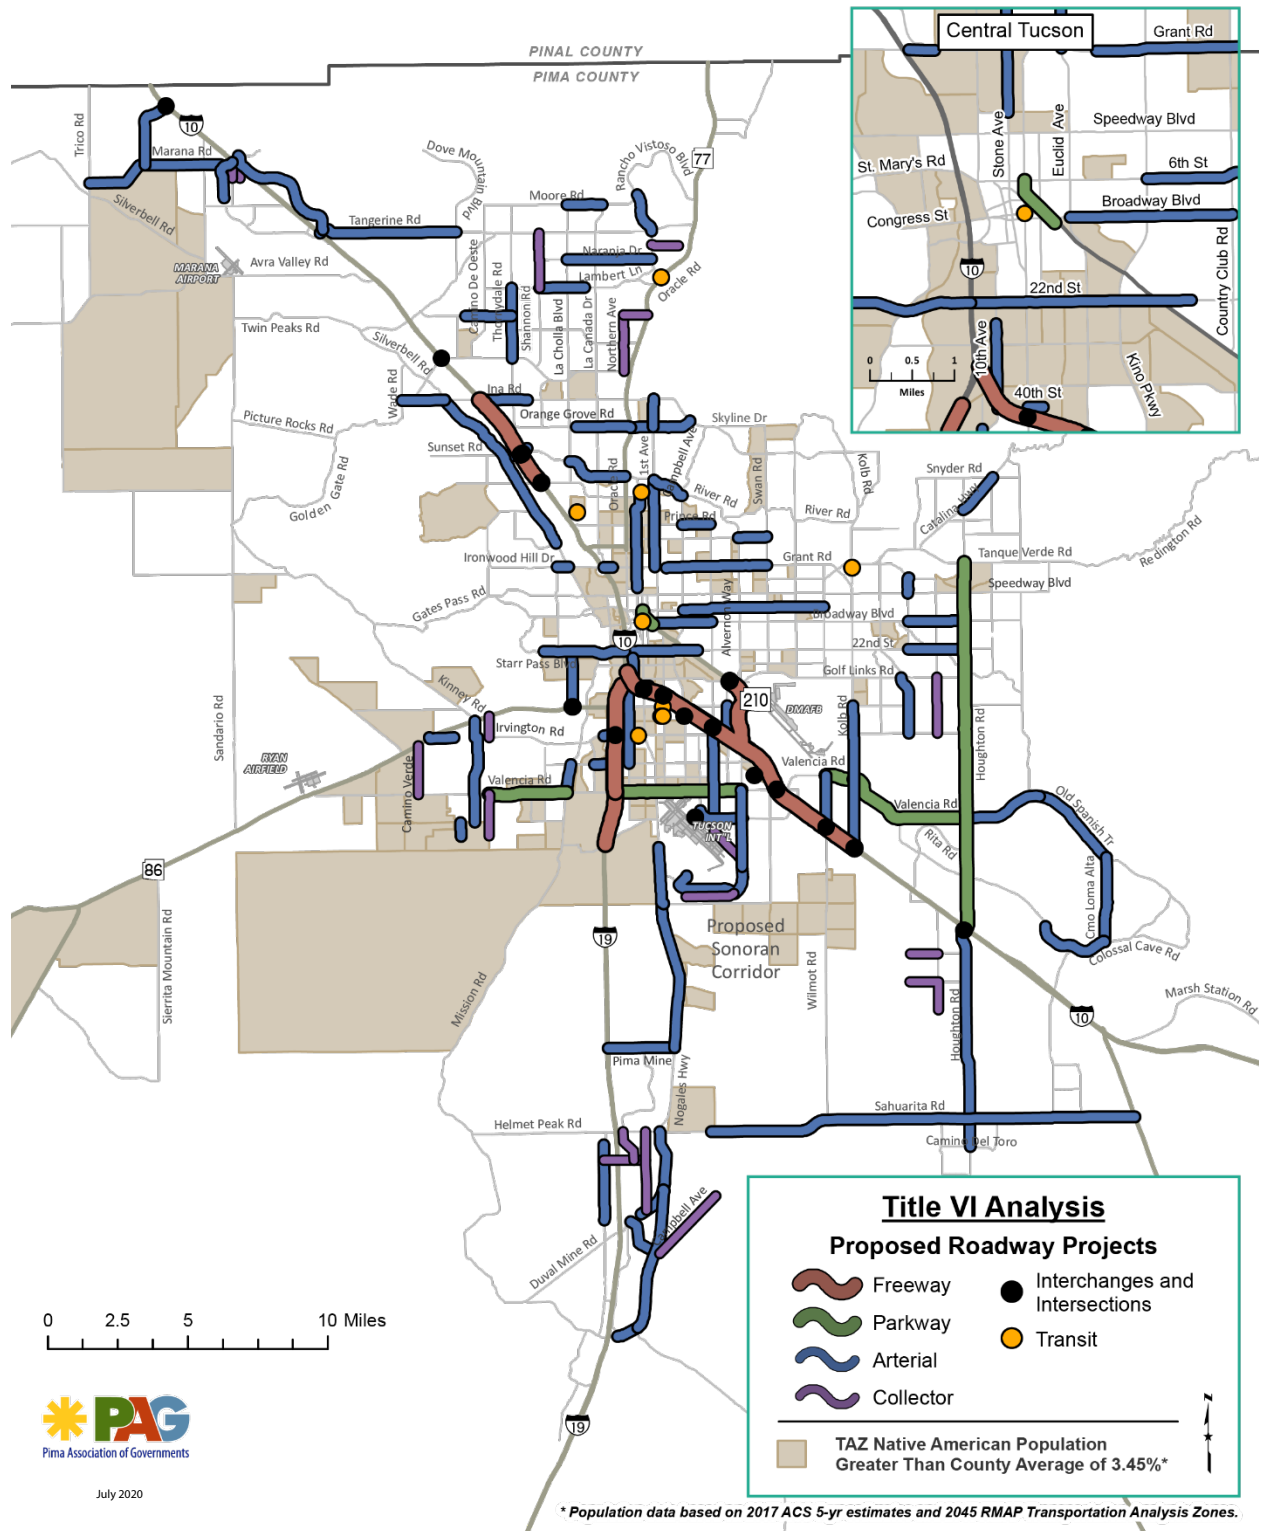 PINAL COUNTY
PIMA COUNTY
Central Tucson
Grant Rd
Stone Ave
Euclid Ave
Speedway Blvd
St. Mary's Rd
6th St
Congress St
Broadway Blvd
Country Club Rd
10
22nd St
10th Ave
0 0.5 1
Miles
40th St
Kino Pkwy
Trico Rd
10
Marana Rd
Silverbell Rd
Dove Mountain Blvd
Rancho Vistoso Blvd
77
Moore Rd
Tangerine Rd
Naranja Dr
Lambert Ln
Oracle Rd
MARANA
AIRPORT
Avra Valley Rd
Camino De Oeste
Thornydale Rd
Shannon Rd
La Cholla Blvd
La Canada Dr
Northern Ave
Twin Peaks Rd
Silverbell Rd
Wade Rd
Ina Rd
Orange Grove Rd
Skyline Dr
Picture Rocks Rd
Sunset Rd
Oracle Rd
1st Ave
Campbell Ave
Swan Rd
Kolb Rd
Snyder Rd
Catalina Hwy
Golden Gate Rd
River Rd
River Rd
Prince Rd
Redington Rd
Ironwood Hill Dr
Grant Rd
Tanque Verde Rd
Speedway Blvd
Gates Pass Rd
Alvernon Way
Broadway Blvd
10
22nd St
Starr Pass Blvd
Golf Links Rd
Kinney Rd
210
DMAFB
Kolb Rd
Houghton Rd
Sandario Rd
Irvington Rd
RYAN
AIRFIELD
Camino Verde
Valencia Rd
Valencia Rd
Valencia Rd
Old Spanish Tr
TUCSON
INT'L
Rita Rd
86
Cmo Loma Alta
Sierrita Mountain Rd
19
Proposed
Sonoran
Corridor
Mission Rd
Wilmot Rd
Colossal Cave Rd
Houghton Rd
10
Marsh Station Rd
Pima Mine
Nogales Hwy
Sahuarita Rd
Helmet Peak Rd
Camino Del Toro
Campbell Ave
Duval Mine Rd
19
0 2.5 5 10 Miles
PAG
Pima Association of Governments
July 2020
Title VI Analysis
Proposed Roadway Projects
Freeway
Parkway
Arterial
Collector
Interchanges and
Intersections
Transit
N
TAZ Native American Population
Greater Than County Average of 3.45%*
* Population data based on 2017 ACS 5-yr estimates and 2045 RMAP Transportation Analysis Zones.